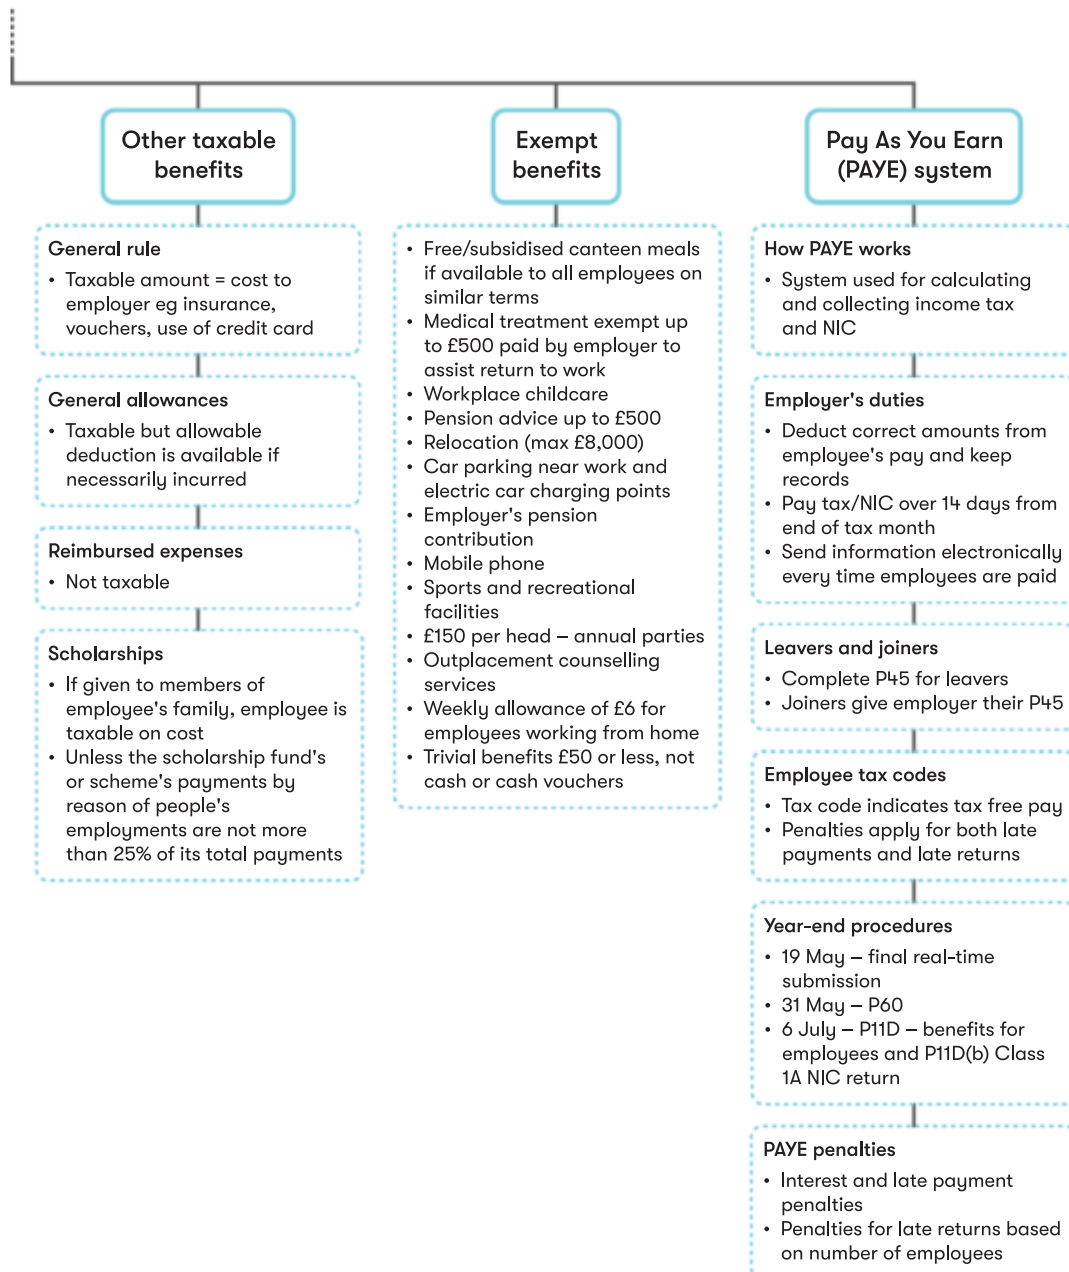 Other taxable
benefits
General rule
• Taxable amount = cost to
employer eg insurance,
vouchers, use of credit card
General allowances
• Taxable but allowable
deduction is available if
necessarily incurred
Reimbursed expenses
• Not taxable
Scholarships
• If given to members of
employee's family, employee is
taxable on cost
• Unless the scholarship fund's
or scheme's payments by
reason of people's
employments are not more
than 25% of its total payments
Exempt
benefits
• Free/subsidised canteen meals
if available to all employees on
similar terms
• Medical treatment exempt up
to £500 paid by employer to
assist return to work
• Workplace childcare
• Pension advice up to £500
• Relocation (max £8,000)
• Car parking near work and
electric car charging points
• Employer's pension
contribution
• Mobile phone
• Sports and recreational
facilities
• £150 per head – annual parties
• Outplacement counselling
services
• Weekly allowance of £6 for
employees working from home
• Trivial benefits £50 or less, not
cash or cash vouchers
Pay As You Earn
(PAYE) system
How PAYE works
• System used for calculating
and collecting income tax
and NIC
Employer's duties
• Deduct correct amounts from
employee's pay and keep
records
• Pay tax/NIC over 14 days from
end of tax month
• Send information electronically
every time employees are paid
Leavers and joiners
• Complete P45 for leavers
• Joiners give employer their P45
Employee tax codes
• Tax code indicates tax free pay
• Penalties apply for both late
payments and late returns
Year-end procedures
• 19 May – final real-time
submission
• 31 May – P60
• 6 July – P11D – benefits for
employees and P11D(b) Class
1A NIC return
PAYE penalties
• Interest and late payment
penalties
• Penalties for late returns based
on number of employees